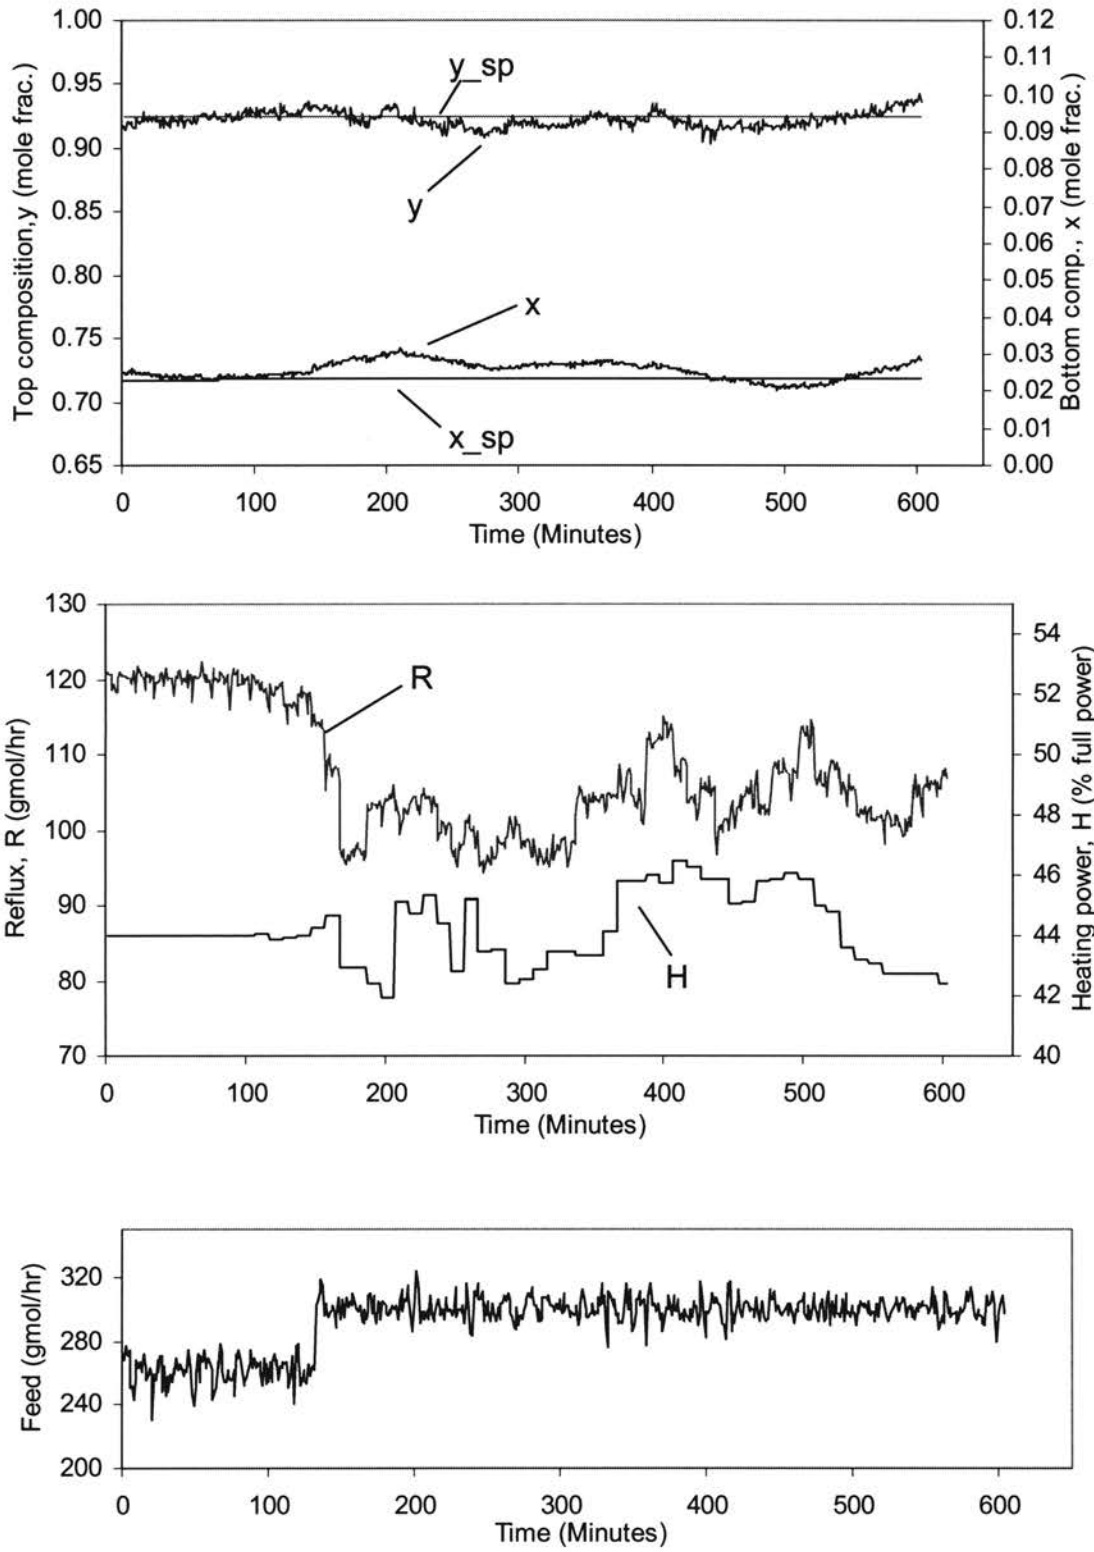 Top composition,y (mole frac.)
1.00
0.95
0.90
0.85
0.80
0.75
0.70
0.65
y_sp
y
x
x_sp
0.12
0.11
0.10
0.09
0.08
0.07
0.06
0.05
0.04
0.03
0.02
0.01
0.00
Bottom comp., x (mole frac.)
0 100 200 300 400 500 600
Time (Minutes)
Reflux, R (gmol/hr)
130
120
110
100
90
80
70
R
H
54
52
50
48
46
44
42
40
Heating power, H (% full power)
0 100 200 300 400 500 600
Time (Minutes)
Feed (gmol/hr)
320
280
240
200
0 100 200 300 400 500 600
Time (Minutes)